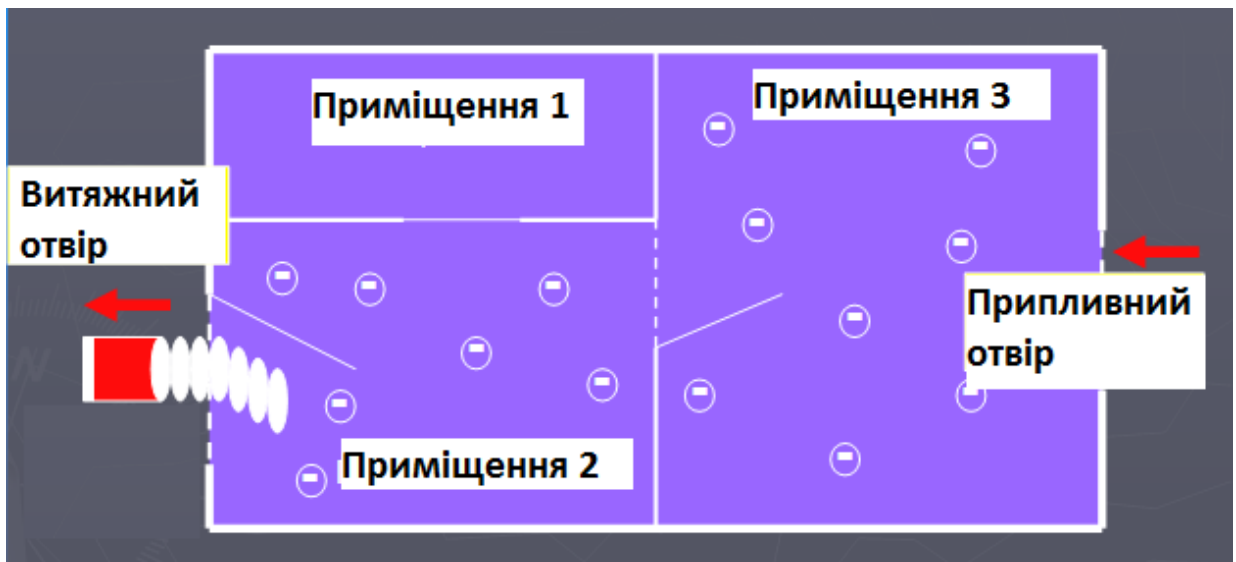 Приміщення 1
Приміщення 3
Витяжний
отвір
Припливний
отвір
Приміщення 2